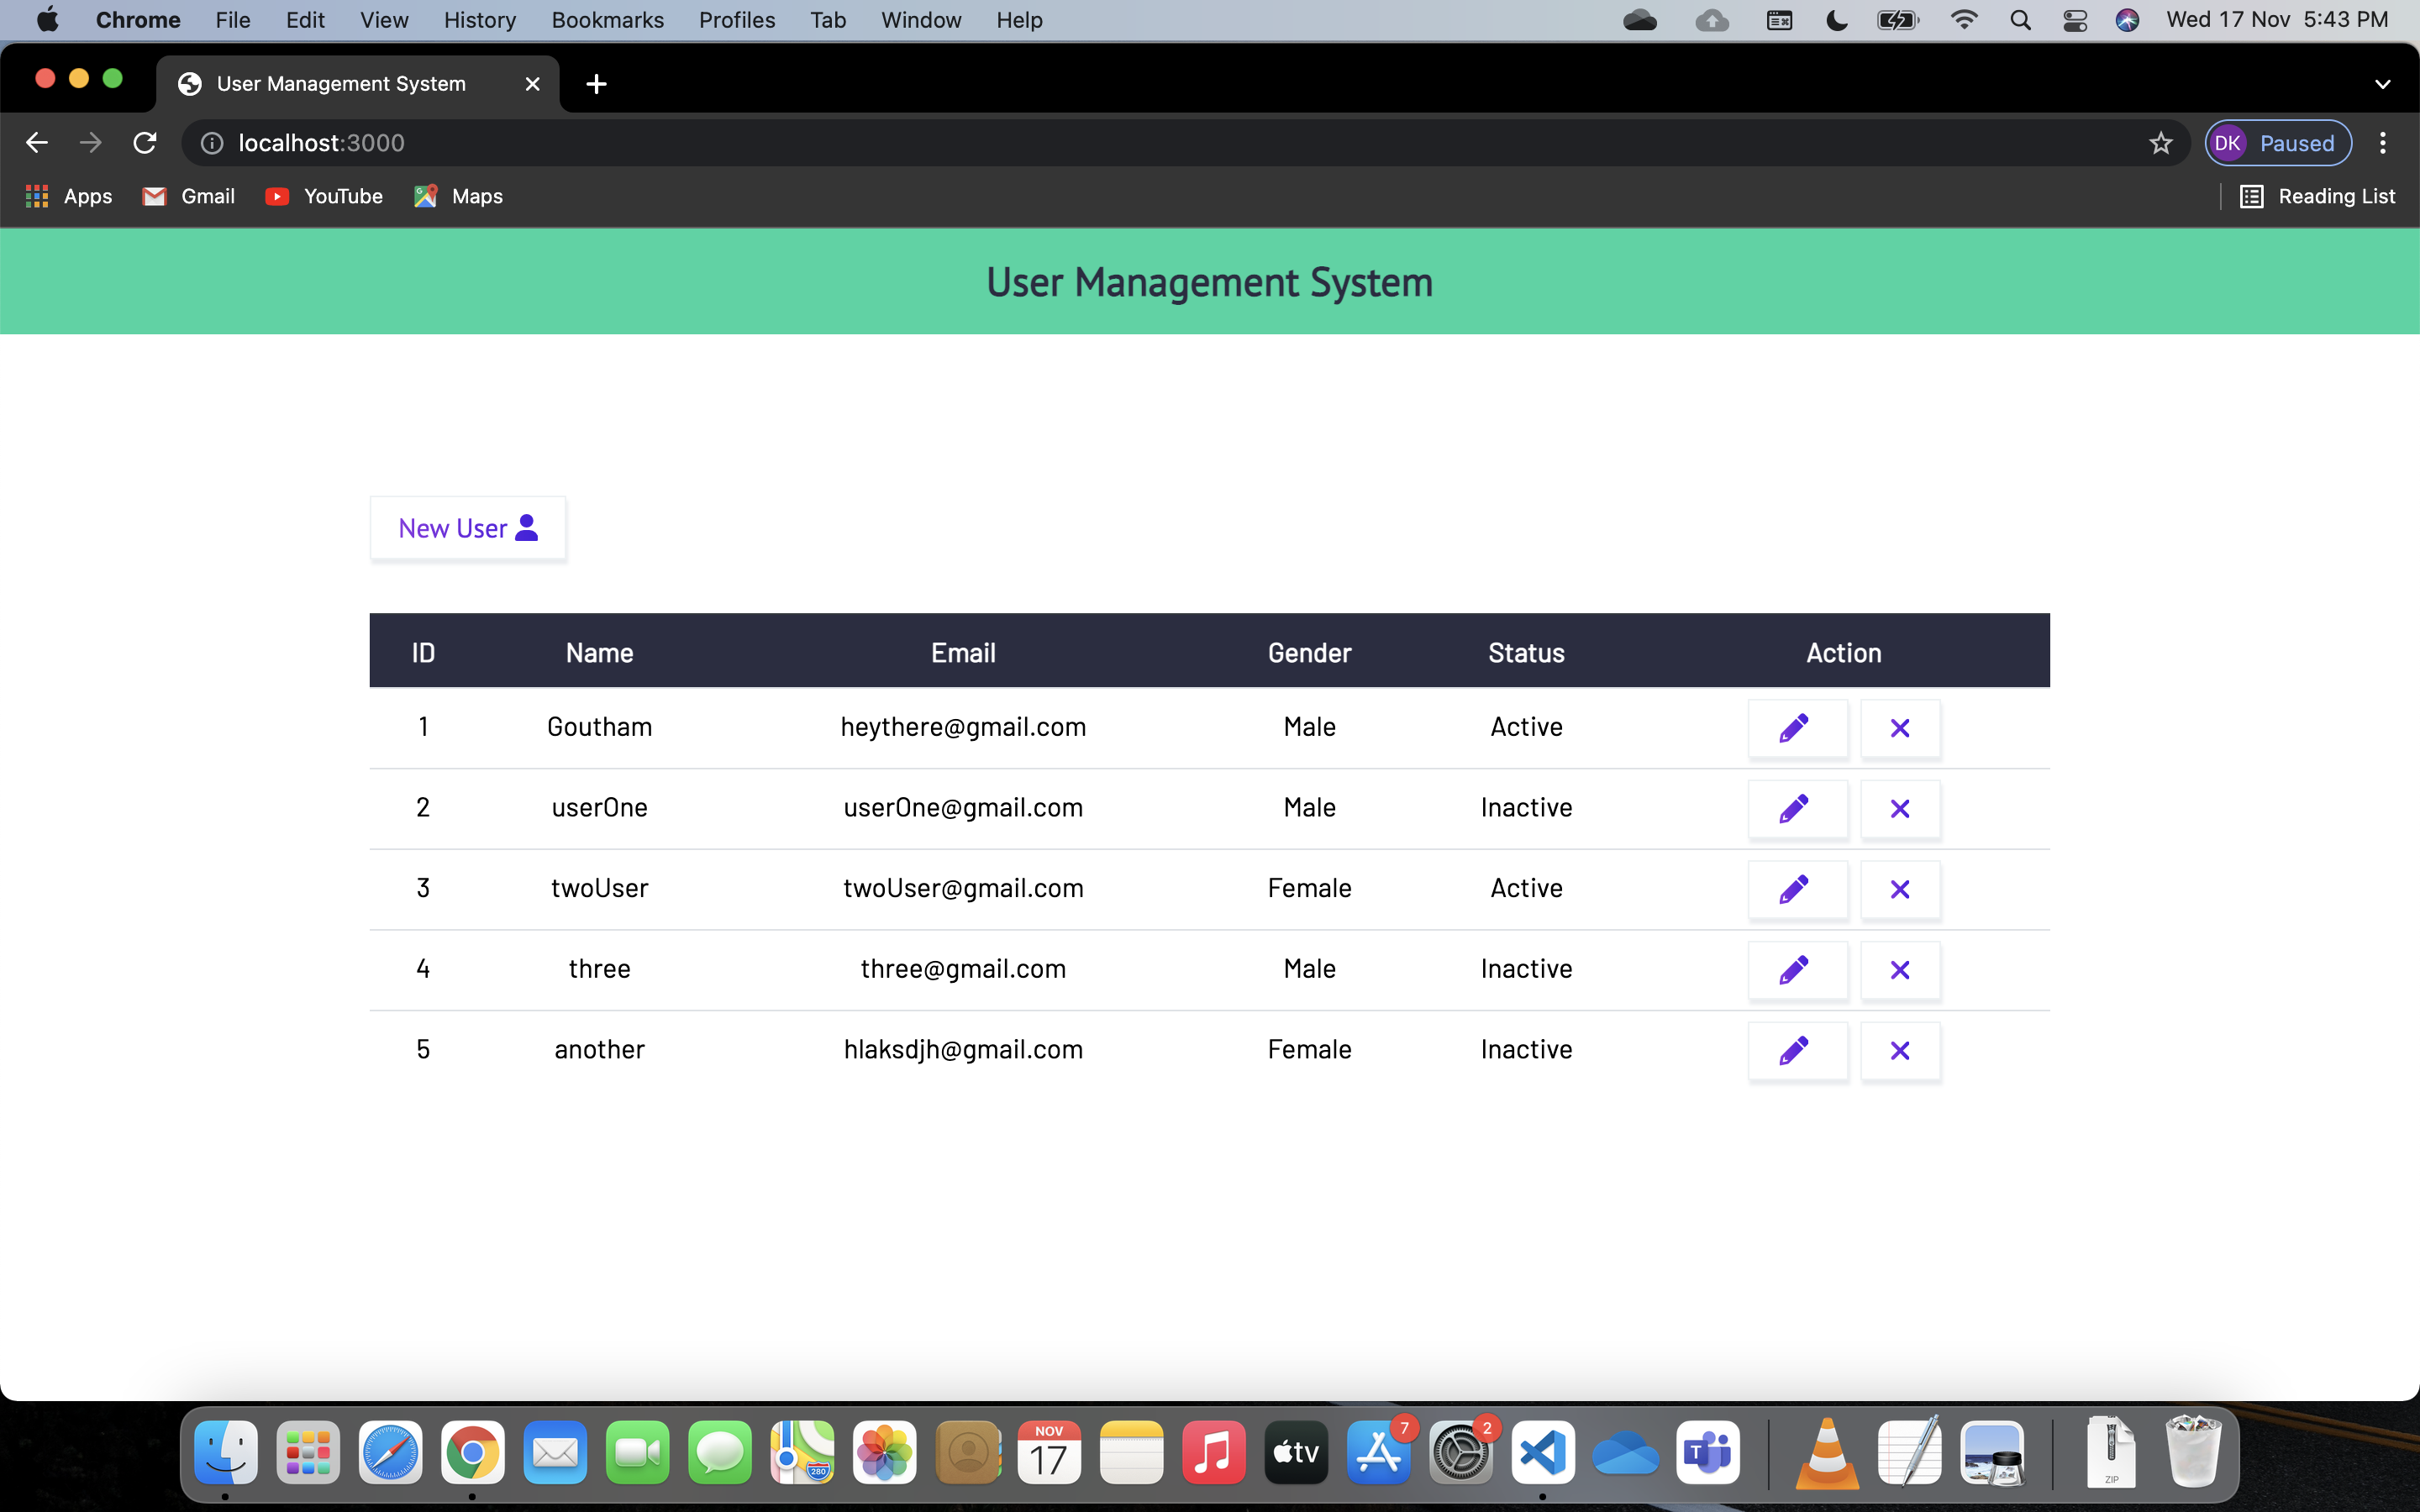 Chrome File Edit View History Bookmarks Profiles Tab Window Help Wed 17 Nov 5:43 PM
User Management System
localhost:3000 DK Paused
Apps Gmail YouTube Maps Reading List
User Management System
New User
ID Name Email Gender Status Action
1 Goutham heythere@gmail.com Male Active
2 userOne userOne@gmail.com Male Inactive
3 twoUser twoUser@gmail.com Female Active
4 three three@gmail.com Male Inactive
5 another hlaksdjh@gmail.com Female Inactive
280 NOV 17 tv 7 2 T ZIP